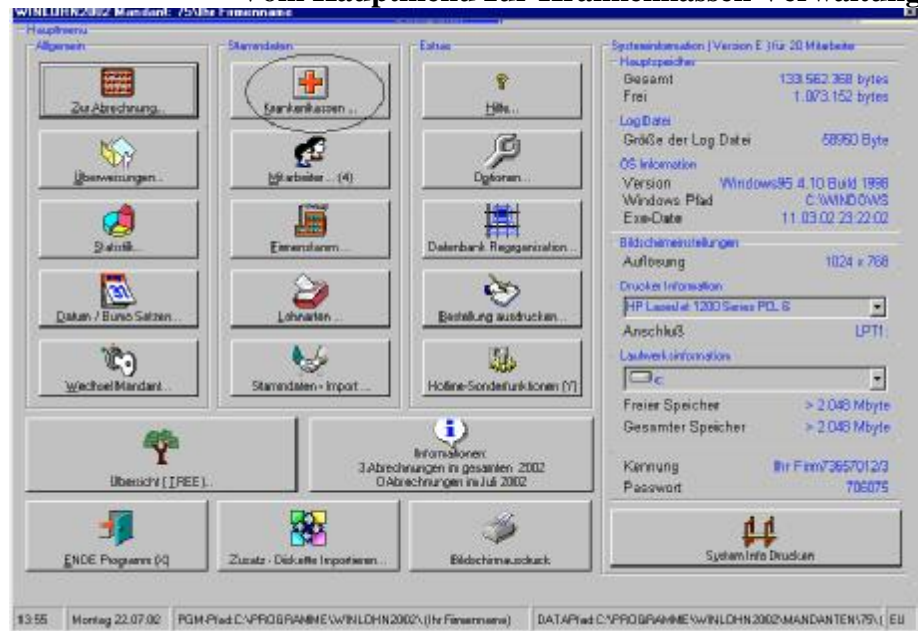 Vom Hauptmenü zur Krankenkassen-Verwaltung
WINLOHN2002 Mandant: 75\Ihr Firmenname
Hauptmenü
Allgemein
Zur Abrechnung...
Überweisungen...
Statistik...
Datum / Büro Setzen...
Wechsel Mandant...
Stammdaten
Krankenkassen ...
Mitarbeiter ... (4)
Firmenstamm...
Lohnarten ...
Stammdaten - Import ...
Extras
Hilfe...
Optionen...
Datenbank Reorganisation...
Bestellung ausdrucken...
Hotline-Sonderfunktionen (Y)
Übersicht [TREE]...
Informationen:
3 Abrechnungen im gesamten 2002
0 Abrechnungen im Juli 2002
ENDE Programm (X)
Zusatz - Diskette Importieren...
Bildschirmausdruck
Systeminformation (Version E ) für 20 Mitarbeiter
Hauptspeicher
Gesamt 133.562.368 bytes
Frei 1.073.152 bytes
Log Datei
Größe der Log Datei 58950 Byte
OS Information
Version Windows95 4.10 Build 1998
Windows Pfad C:\WINDOWS
Exe-Date 11.03.02 23:22:02
Bildschirmeinstellungen
Auflösung 1024 x 768
Drucker Information
HP LaserJet 1200 Series PCL 6
Anschluß LPT1:
Laufwerksinformation
c:
Freier Speicher > 2.048 Mbyte
Gesamter Speicher > 2.048 Mbyte
Kennung Ihr Firm/73657012/3
Passwort 706075
System Info Drucken
13:55 Montag 22.07.02 PGM-Pfad:C:\PROGRAMME\WINLOHN2002\ (Ihr Firmenname) DATAPfad:C:\PROGRAMME\WINLOHN2002\MANDANTEN\75\ ( EU